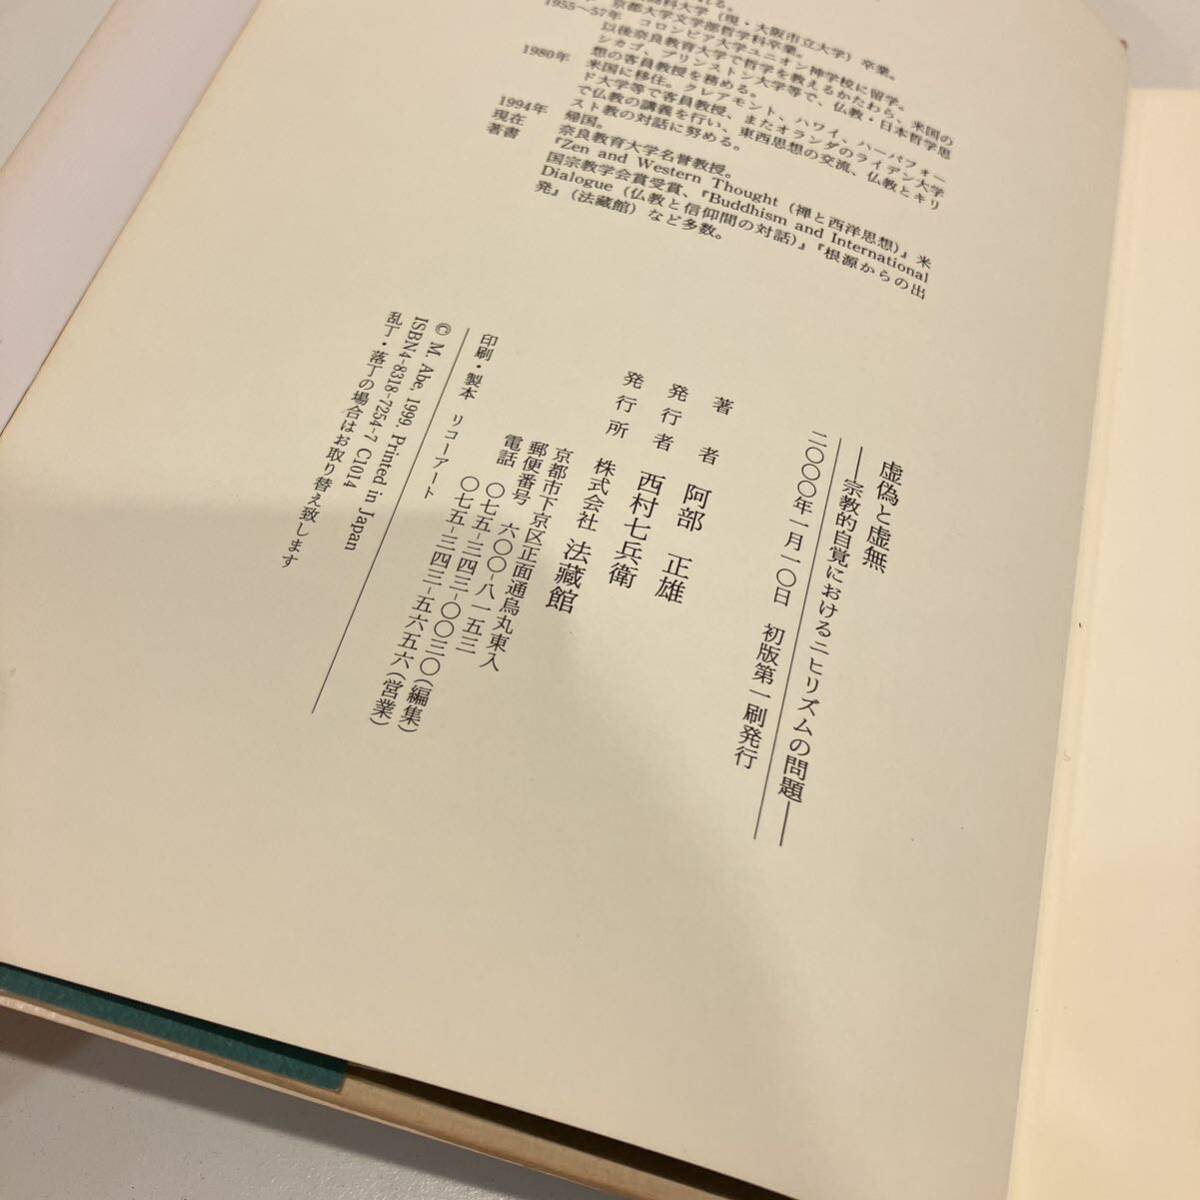 商科大学（現・大阪市立大学）卒業。
京都大学文学部哲学科卒業。
1955～57年 コロンビア大学ユニオン神学校に留学。
以後奈良教育大学で哲学を教えるかたわら、米国の
シカゴ、プリンストン大学等で、仏教・日本哲学思
想の客員教授を務める。
1980年 米国に移住。クレアモント、ハワイ、ハーバフォー
ド大学等で客員教授、またオランダのライデン大学
で仏教の講義を行い、東西思想の交流、仏教とキリ
スト教の対話に努める。
1994年 帰国。
現在 奈良教育大学名誉教授。
著書 『Zen and Western Thought（禅と西洋思想）』米
国宗教学会賞受賞、『Buddhism and International
Dialogue（仏教と信仰間の対話）』『根源からの出
発』（法藏館）など多数。
虚偽と虚無
――宗教的自覚におけるニヒリズムの問題――
二〇〇〇年一月一〇日 初版第一刷発行
著者 阿部正雄
発行者 西村七兵衛
発行所 株式会社 法藏館
京都市下京区正面通烏丸東入
郵便番号 六〇〇-八一五三
電話 〇七五-三四三-〇〇三〇（編集）
〇七五-三四三-五六五六（営業）
印刷・製本 リコーアート
© M. Abe, 1999. Printed in Japan
ISBN4-8318-7254-7 C1014
乱丁・落丁の場合はお取り替え致します